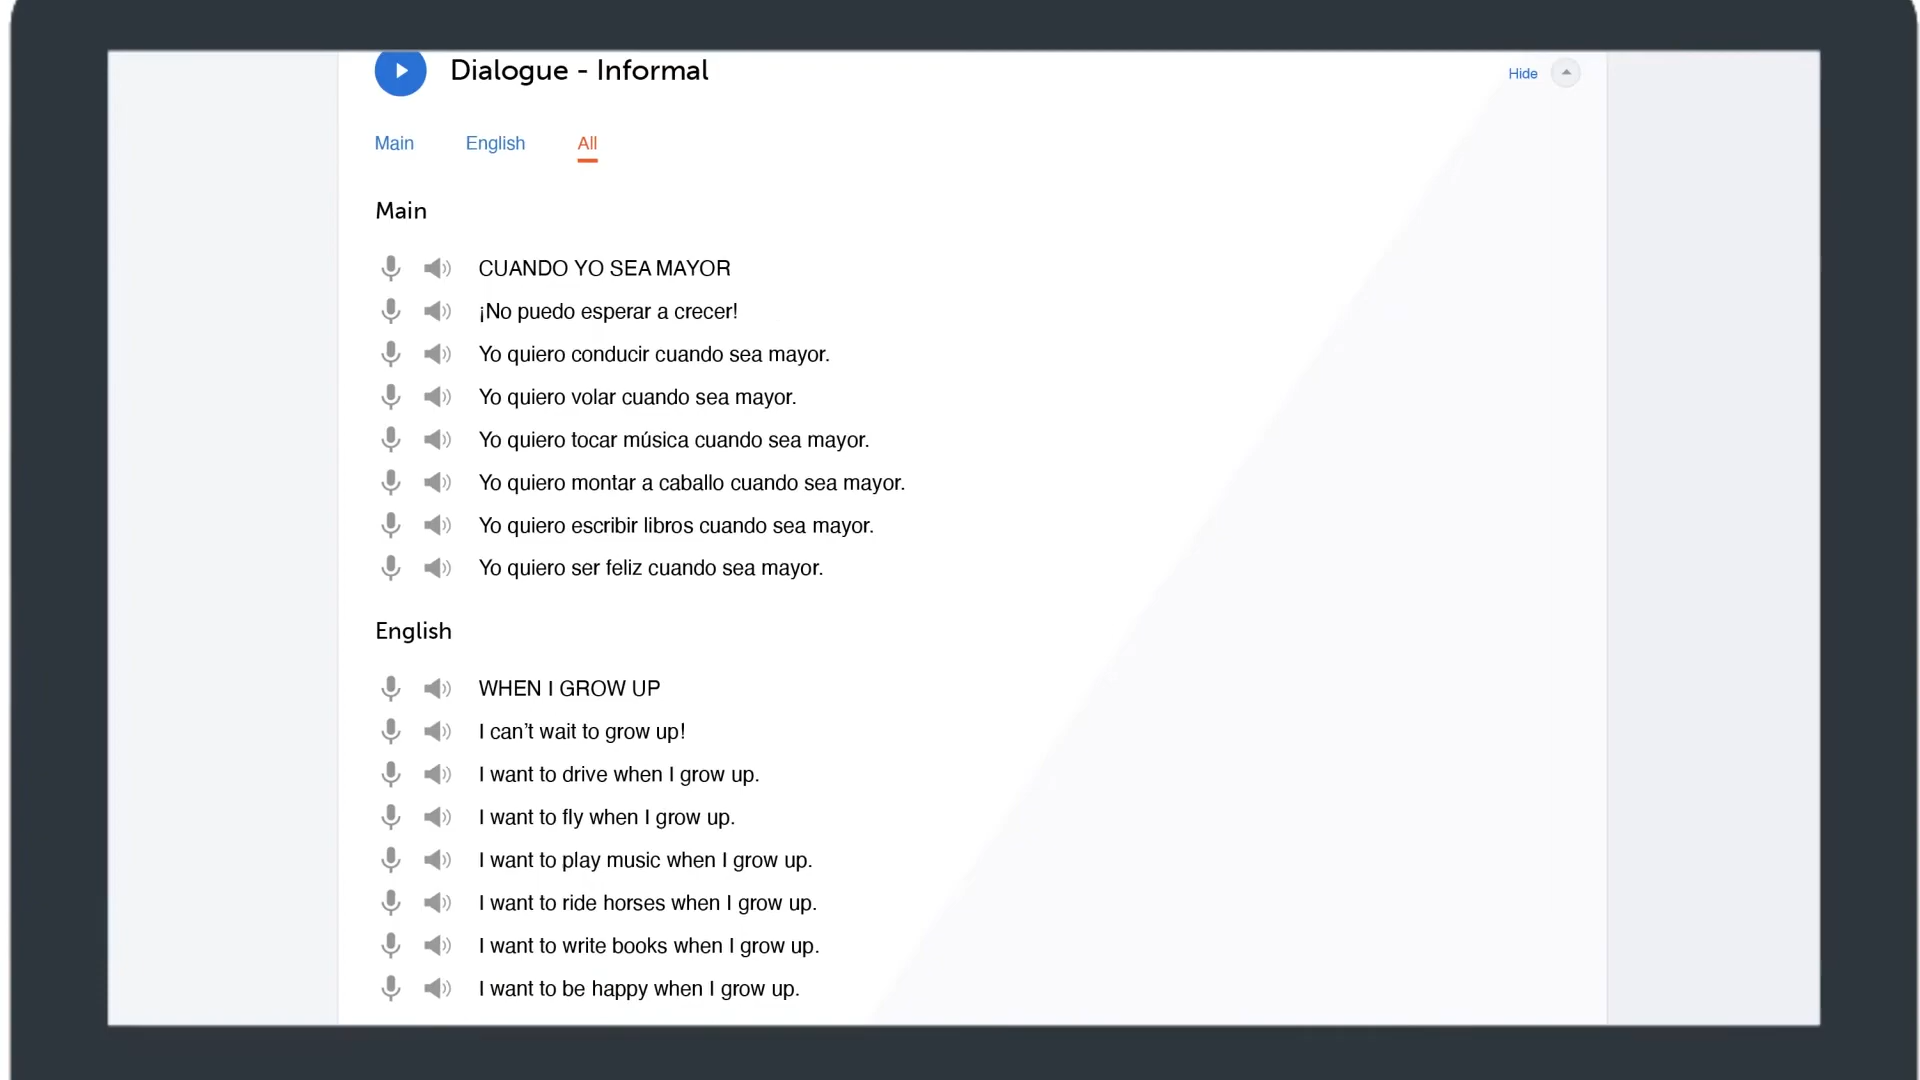 Dialogue - Informal
Hide
Main English All
Main
CUANDO YO SEA MAYOR
¡No puedo esperar a crecer!
Yo quiero conducir cuando sea mayor.
Yo quiero volar cuando sea mayor.
Yo quiero tocar música cuando sea mayor.
Yo quiero montar a caballo cuando sea mayor.
Yo quiero escribir libros cuando sea mayor.
Yo quiero ser feliz cuando sea mayor.
English
WHEN I GROW UP
I can’t wait to grow up!
I want to drive when I grow up.
I want to fly when I grow up.
I want to play music when I grow up.
I want to ride horses when I grow up.
I want to write books when I grow up.
I want to be happy when I grow up.